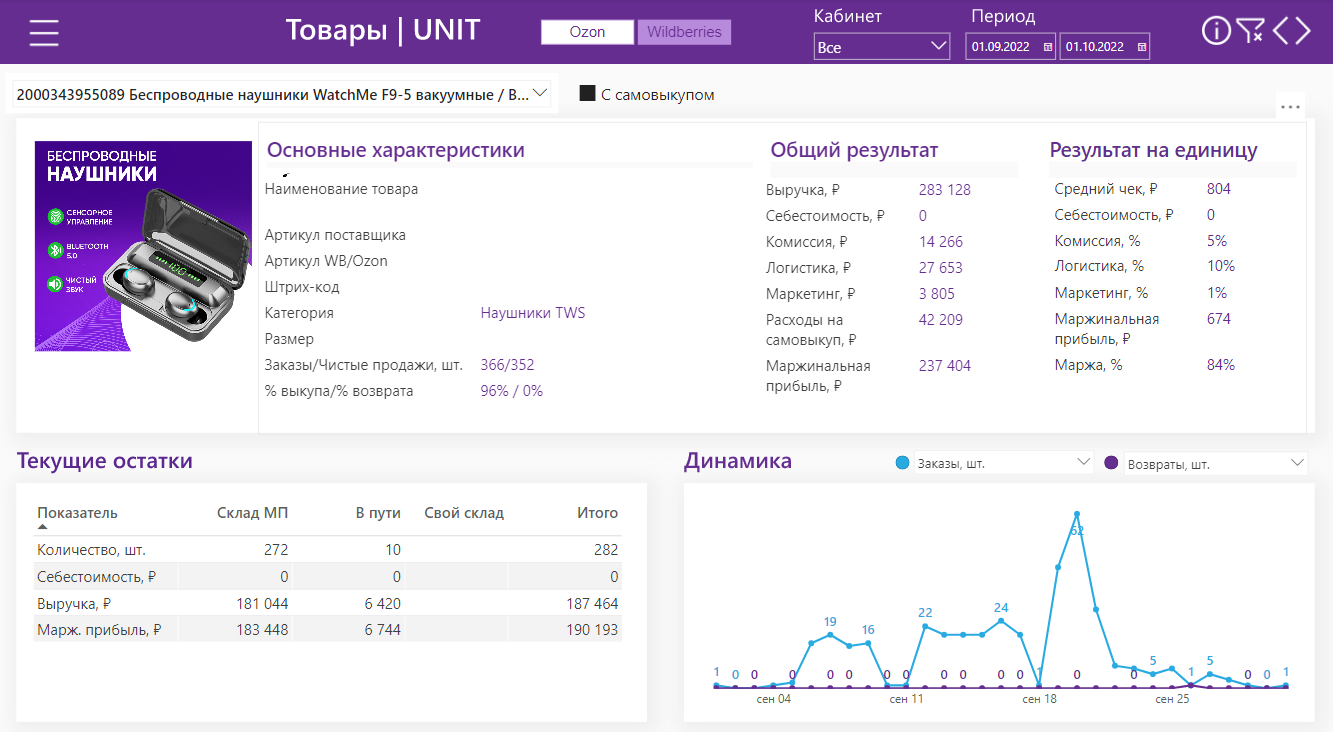 Товары | UNIT
Ozon
Wildberries
Кабинет
Все
Период
01.09.2022
01.10.2022
2000343955089 Беспроводные наушники WatchMe F9-5 вакуумные / В...
С самовыкупом
БЕСПРОВОДНЫЕ
НАУШНИКИ
СЕНСОРНОЕ
УПРАВЛЕНИЕ
BLUETOOTH
5.0
ЧИСТЫЙ
ЗВУК
Основные характеристики
Наименование товара
Артикул поставщика
Артикул WB/Ozon
Штрих-код
Категория Наушники TWS
Размер
Заказы/Чистые продажи, шт. 366/352
% выкупа/% возврата 96% / 0%
Общий результат
Выручка, ₽ 283 128
Себестоимость, ₽ 0
Комиссия, ₽ 14 266
Логистика, ₽ 27 653
Маркетинг, ₽ 3 805
Расходы на 42 209
самовыкуп, ₽
Маржинальная 237 404
прибыль, ₽
Результат на единицу
Средний чек, ₽ 804
Себестоимость, ₽ 0
Комиссия, % 5%
Логистика, % 10%
Маркетинг, % 1%
Маржинальная 674
прибыль, ₽
Маржа, % 84%
Текущие остатки
Показатель Склад МП В пути Свой склад Итого
Количество, шт. 272 10 282
Себестоимость, ₽ 0 0 0
Выручка, ₽ 181 044 6 420 187 464
Марж. прибыль, ₽ 183 448 6 744 190 193
Динамика
Заказы, шт.
Возвраты, шт.
62
22 24
19 16
5 5
1 0 0 0 0 0 0 0 0 0 0 0 1 0 0 1 0 0 1
сен 04 сен 11 сен 18 сен 25